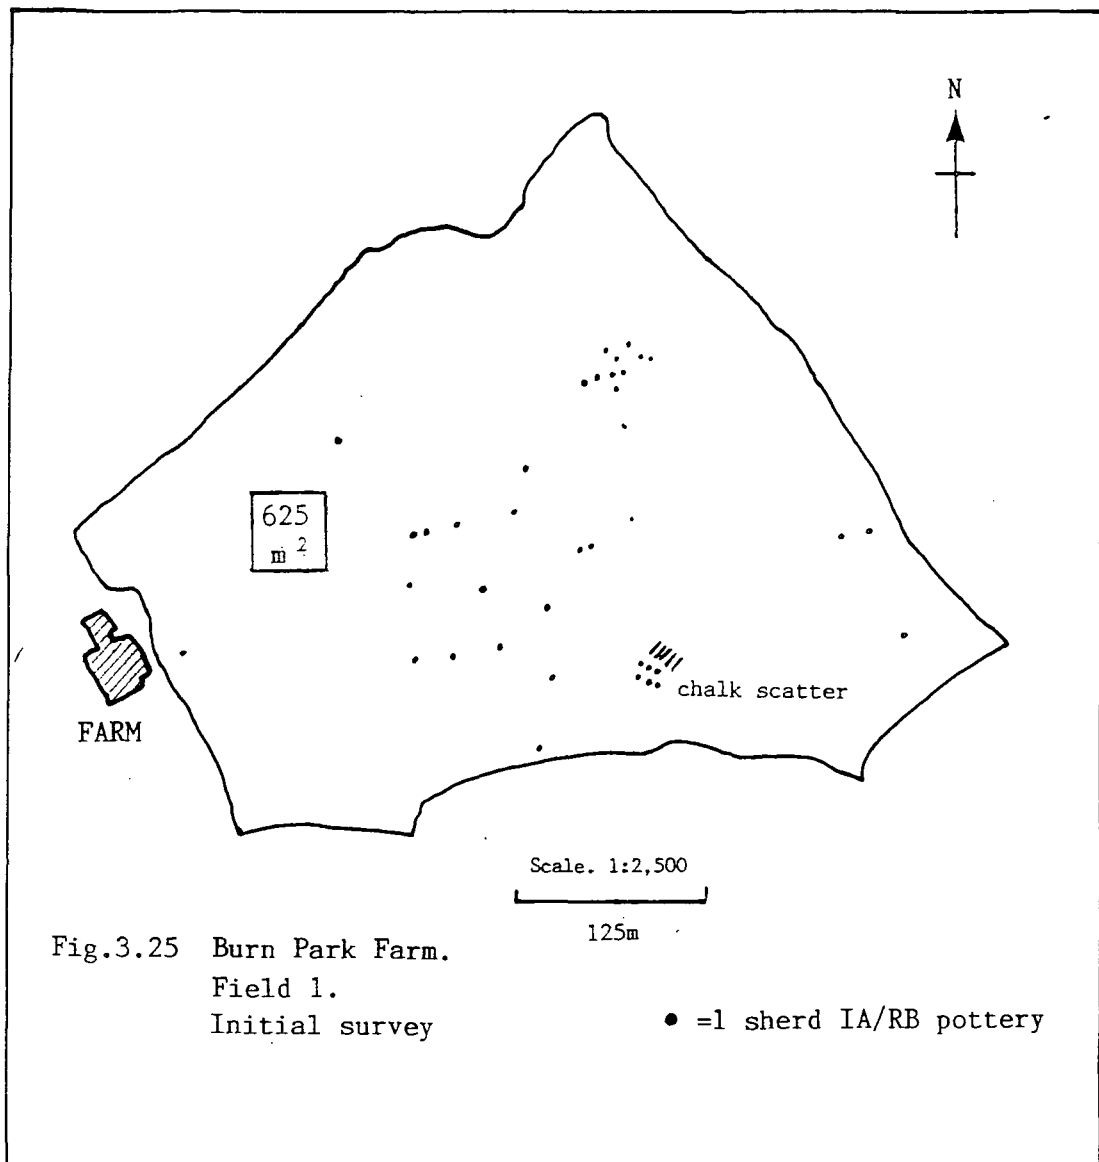 N
625
m²
FARM
chalk scatter
Scale. 1:2,500
125m
Fig.3.25 Burn Park Farm.
Field 1.
Initial survey
● =1 sherd IA/RB pottery